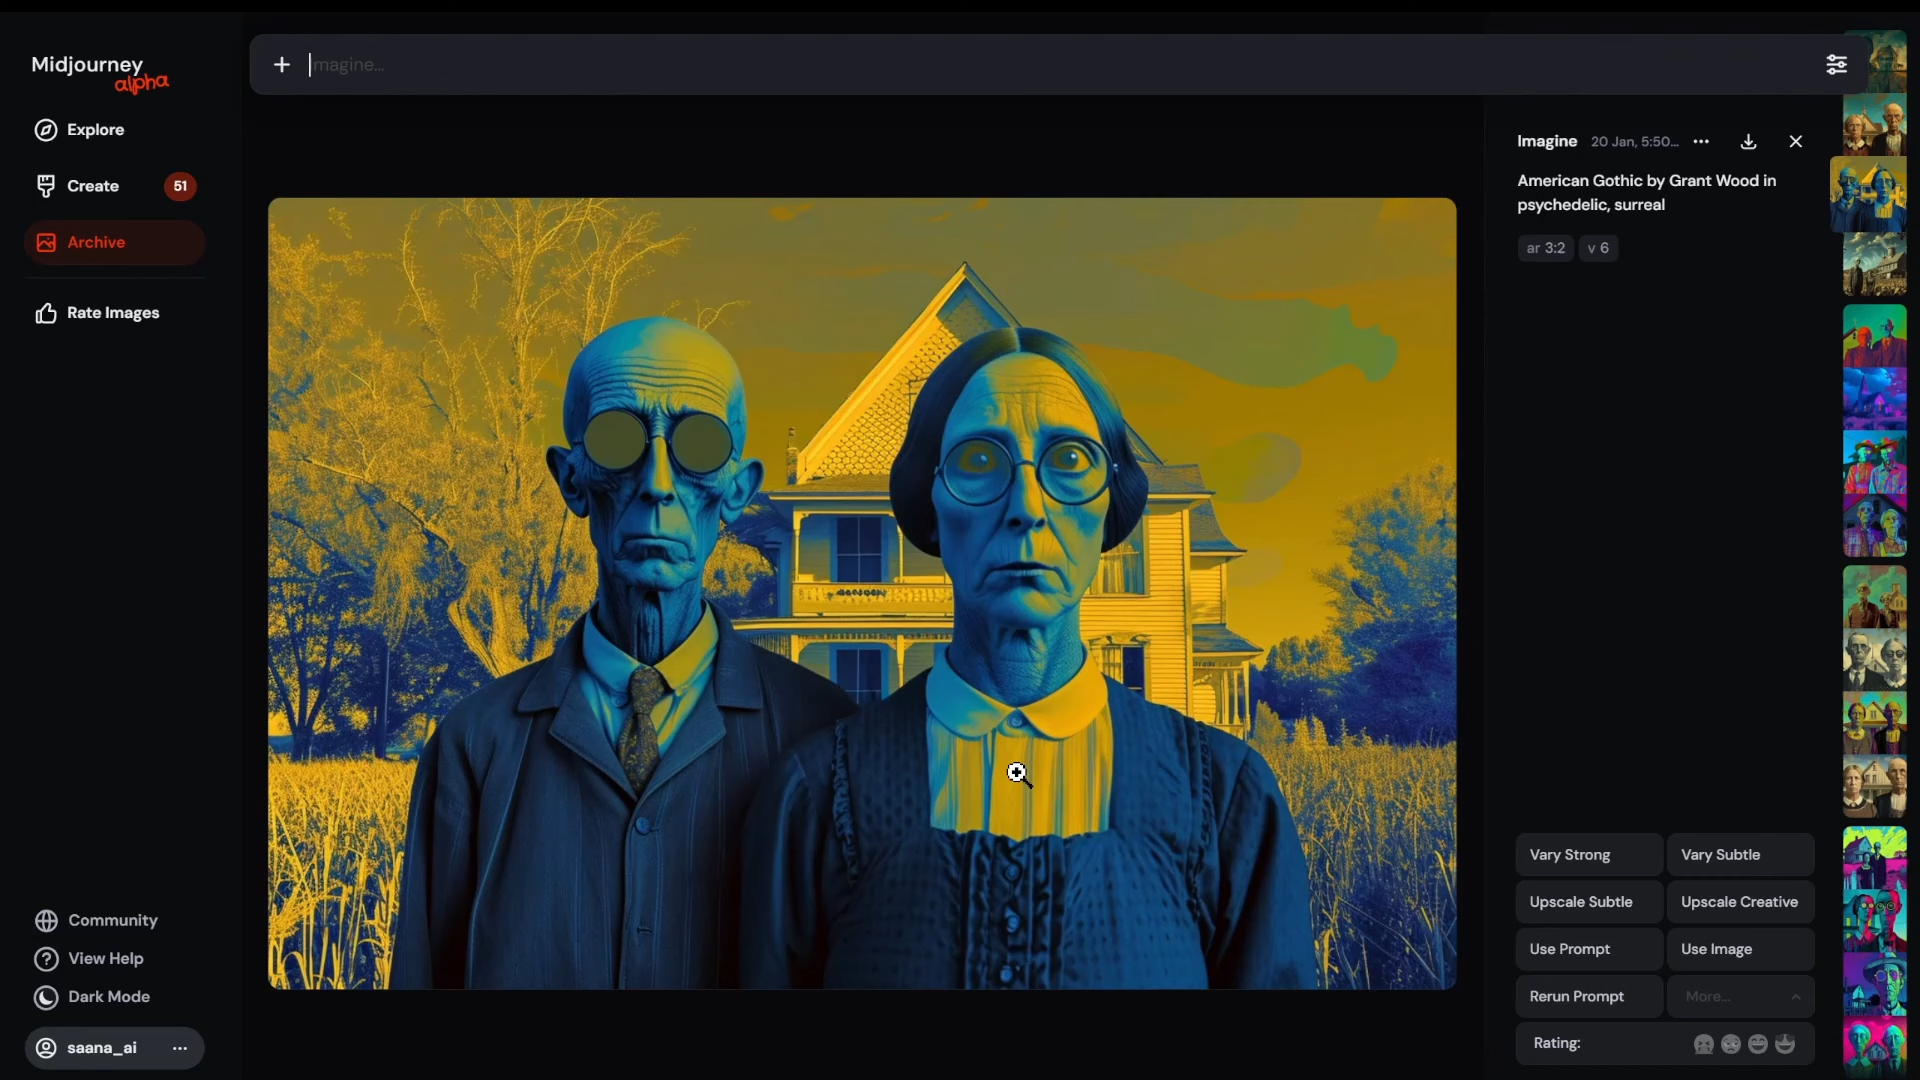 Midjourney
alpha
Imagine...
Explore
Create
51
Archive
Rate Images
Imagine
20 Jan, 5:50...
American Gothic by Grant Wood in
psychedelic, surreal
ar 3:2
v 6
Vary Strong
Vary Subtle
Upscale Subtle
Upscale Creative
Use Prompt
Use Image
Rerun Prompt
More...
Rating:
Community
View Help
Dark Mode
saana_ai